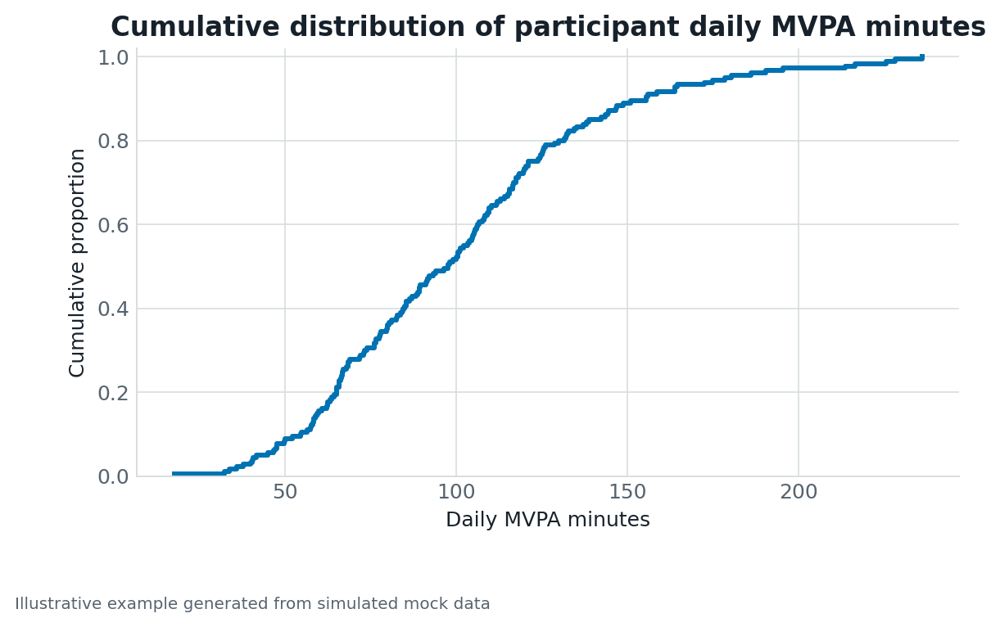 Cumulative distribution of participant daily MVPA minutes
1.0
0.8
0.6
0.4
0.2
0.0
Cumulative proportion
50 100 150 200
Daily MVPA minutes
Illustrative example generated from simulated mock data